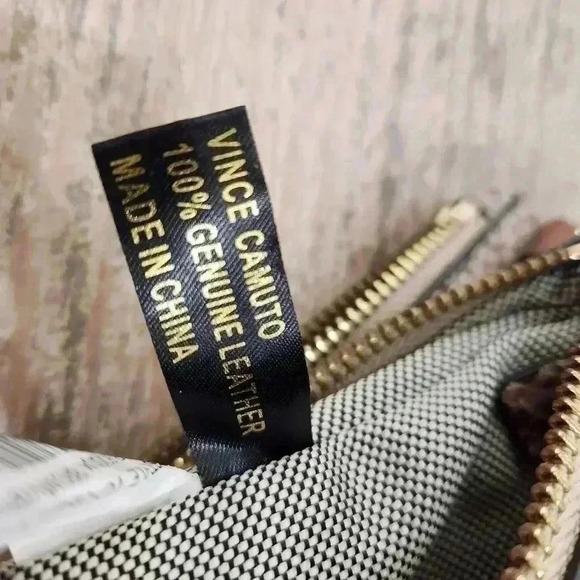 VINCE CAMUTO
100% GENUINE LEATHER
MADE IN CHINA